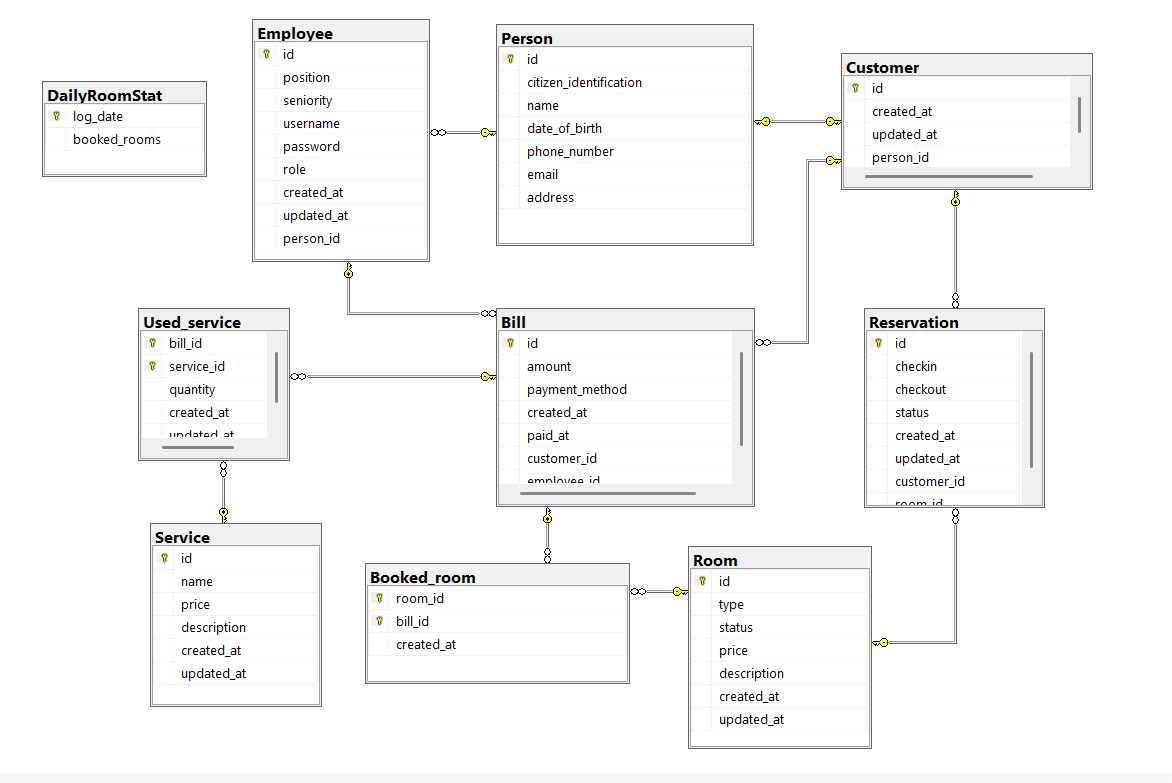 DailyRoomStat
log_date
booked_rooms
Employee
id
position
seniority
username
password
role
created_at
updated_at
person_id
Person
id
citizen_identification
name
date_of_birth
phone_number
email
address
Customer
id
created_at
updated_at
person_id
Used_service
bill_id
service_id
quantity
created_at
updated_at
Bill
id
amount
payment_method
created_at
paid_at
customer_id
employee_id
Reservation
id
checkin
checkout
status
created_at
updated_at
customer_id
room_id
Service
id
name
price
description
created_at
updated_at
Booked_room
room_id
bill_id
created_at
Room
id
type
status
price
description
created_at
updated_at